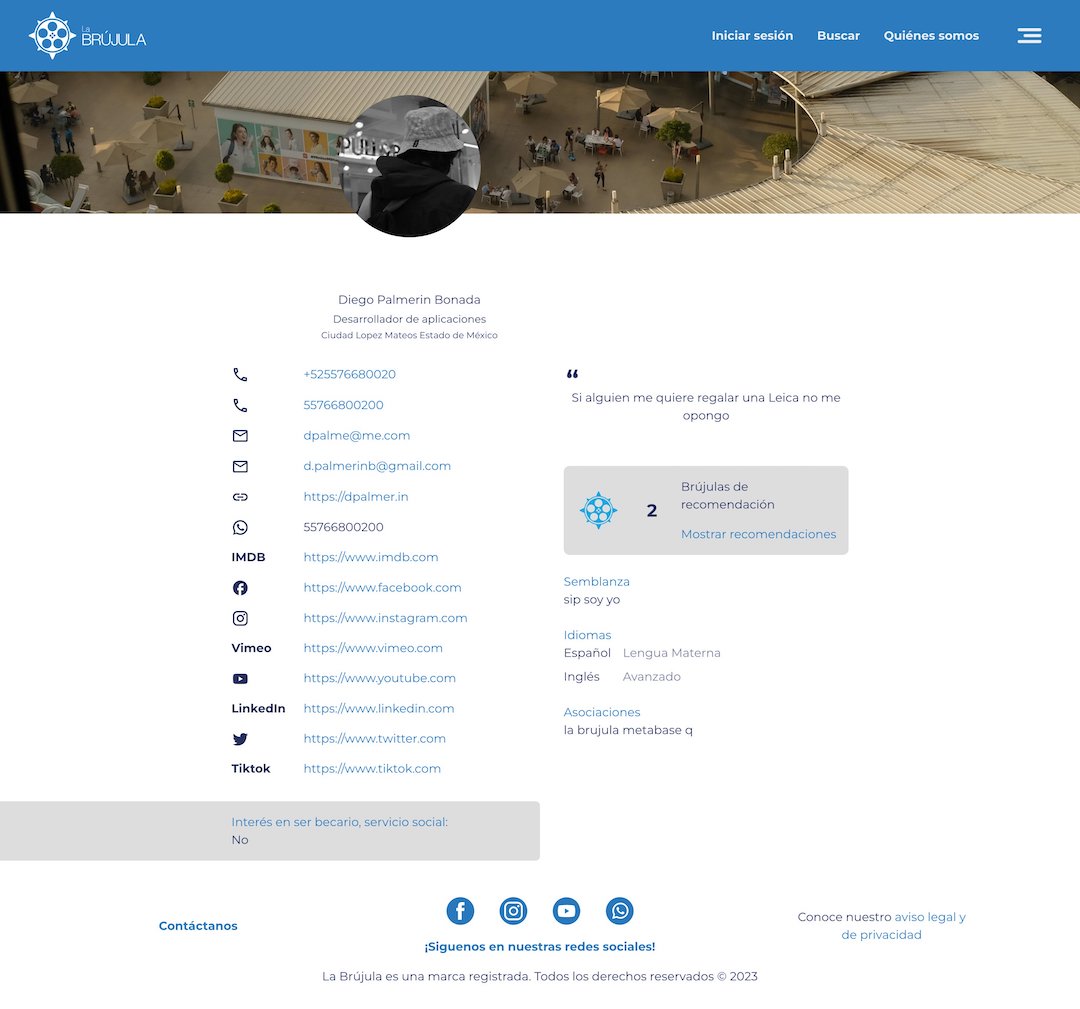 La
BRÚJULA
Iniciar sesión
Buscar
Quiénes somos
Diego Palmerin Bonada
Desarrollador de aplicaciones
Ciudad Lopez Mateos Estado de México
+525576680020
55766800200
dpalme@me.com
d.palmerinb@gmail.com
https://dpalmer.in
55766800200
IMDB https://www.imdb.com
https://www.facebook.com
https://www.instagram.com
Vimeo https://www.vimeo.com
https://www.youtube.com
LinkedIn https://www.linkedin.com
https://www.twitter.com
Tiktok https://www.tiktok.com
“
Si alguien me quiere regalar una Leica no me
opongo
2
Brújulas de
recomendación
Mostrar recomendaciones
Semblanza
sip soy yo
Idiomas
Español Lengua Materna
Inglés Avanzado
Asociaciones
la brujula metabase q
Interés en ser becario, servicio social:
No
Contáctanos
¡Siguenos en nuestras redes sociales!
Conoce nuestro aviso legal y
de privacidad
La Brújula es una marca registrada. Todos los derechos reservados © 2023